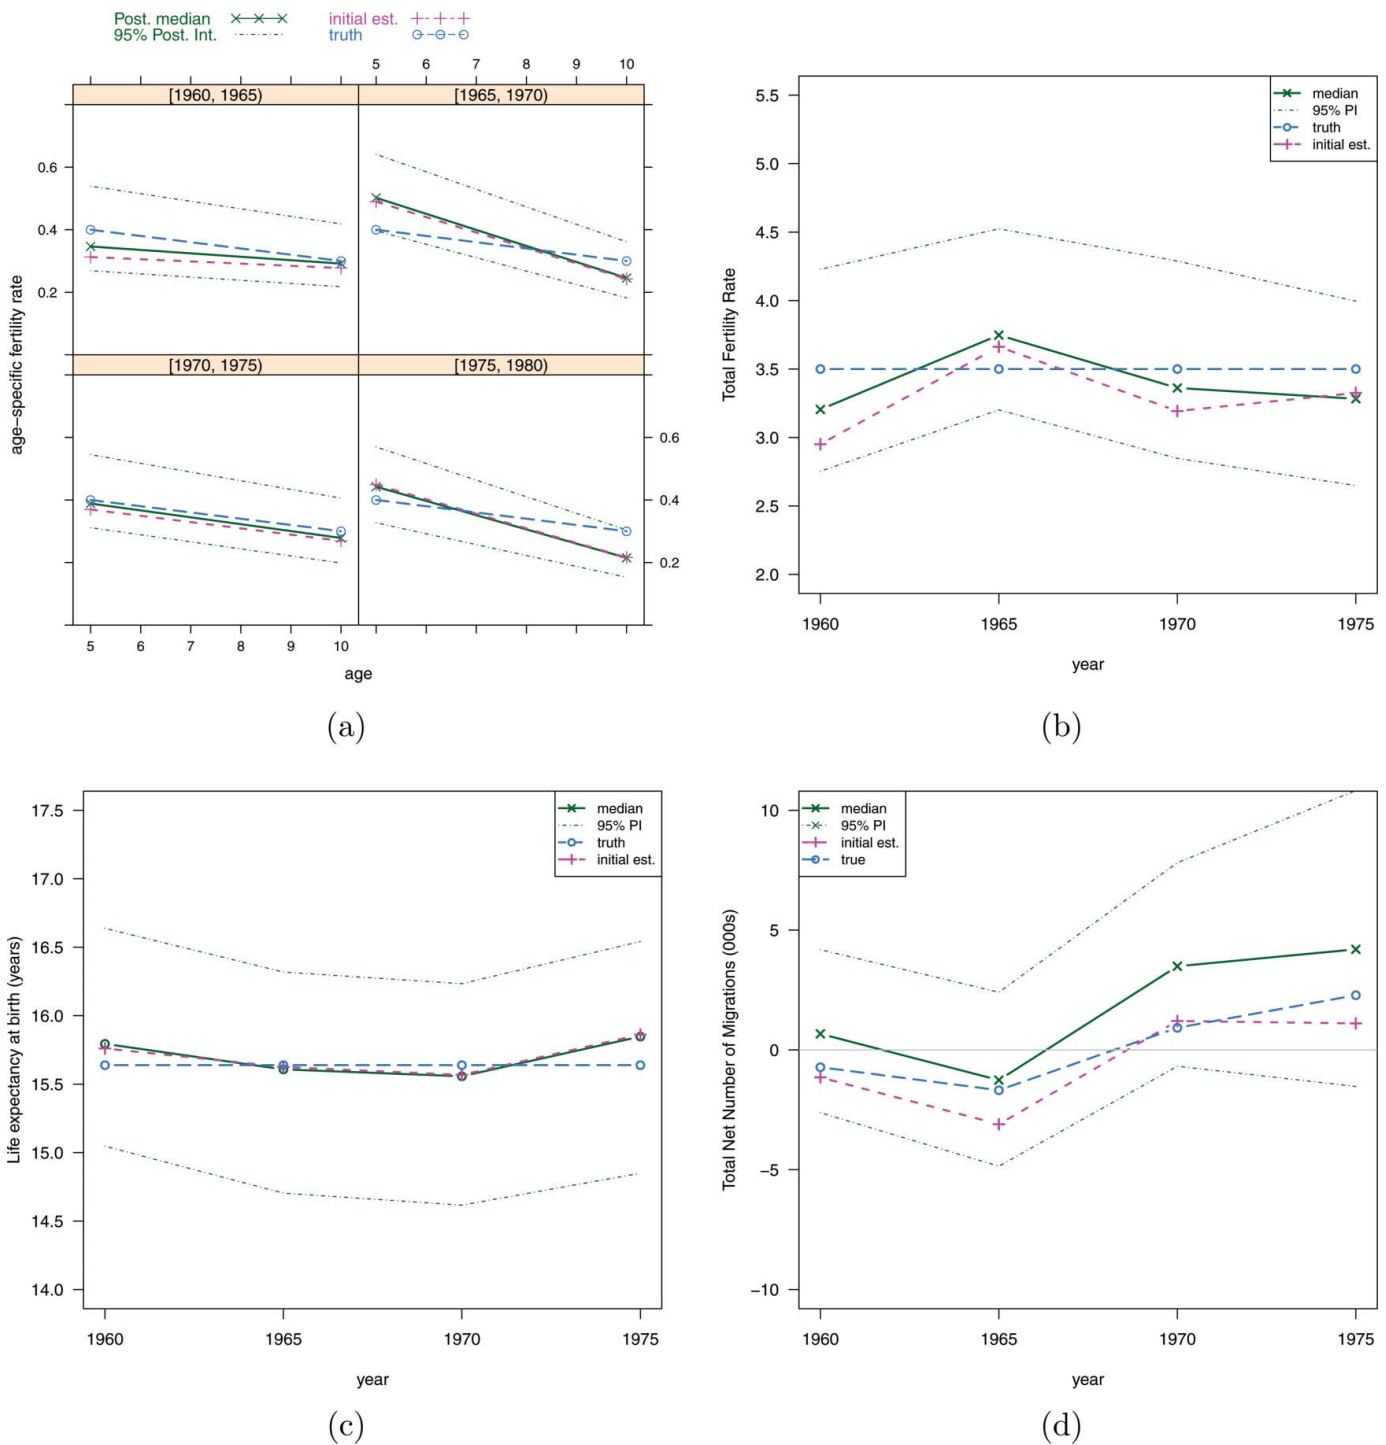 Post. median
95% Post. Int.
initial est.
truth
5 6 7 8 9 10
[1960, 1965)
[1965, 1970)
0.6
0.4
0.2
[1970, 1975)
[1975, 1980)
0.6
0.4
0.2
5 6 7 8 9 10
age
age−specific fertility rate
(a)
median
95% PI
truth
initial est.
5.5
5.0
4.5
4.0
3.5
3.0
2.5
2.0
Total Fertility Rate
1960 1965 1970 1975
year
(b)
median
95% PI
truth
initial est.
17.5
17.0
16.5
16.0
15.5
15.0
14.5
14.0
Life expectancy at birth (years)
1960 1965 1970 1975
year
(c)
median
95% PI
initial est.
true
10
5
0
−5
−10
Total Net Number of Migrations (000s)
1960 1965 1970 1975
year
(d)